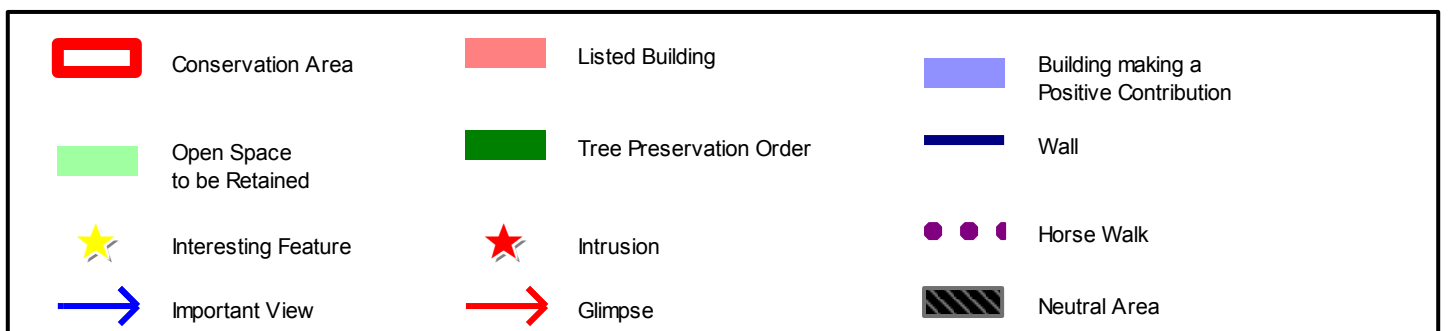 Conservation Area
Listed Building
Building making a
Positive Contribution
Open Space
to be Retained
Tree Preservation Order
Wall
Interesting Feature
Intrusion
Horse Walk
Important View
Glimpse
Neutral Area